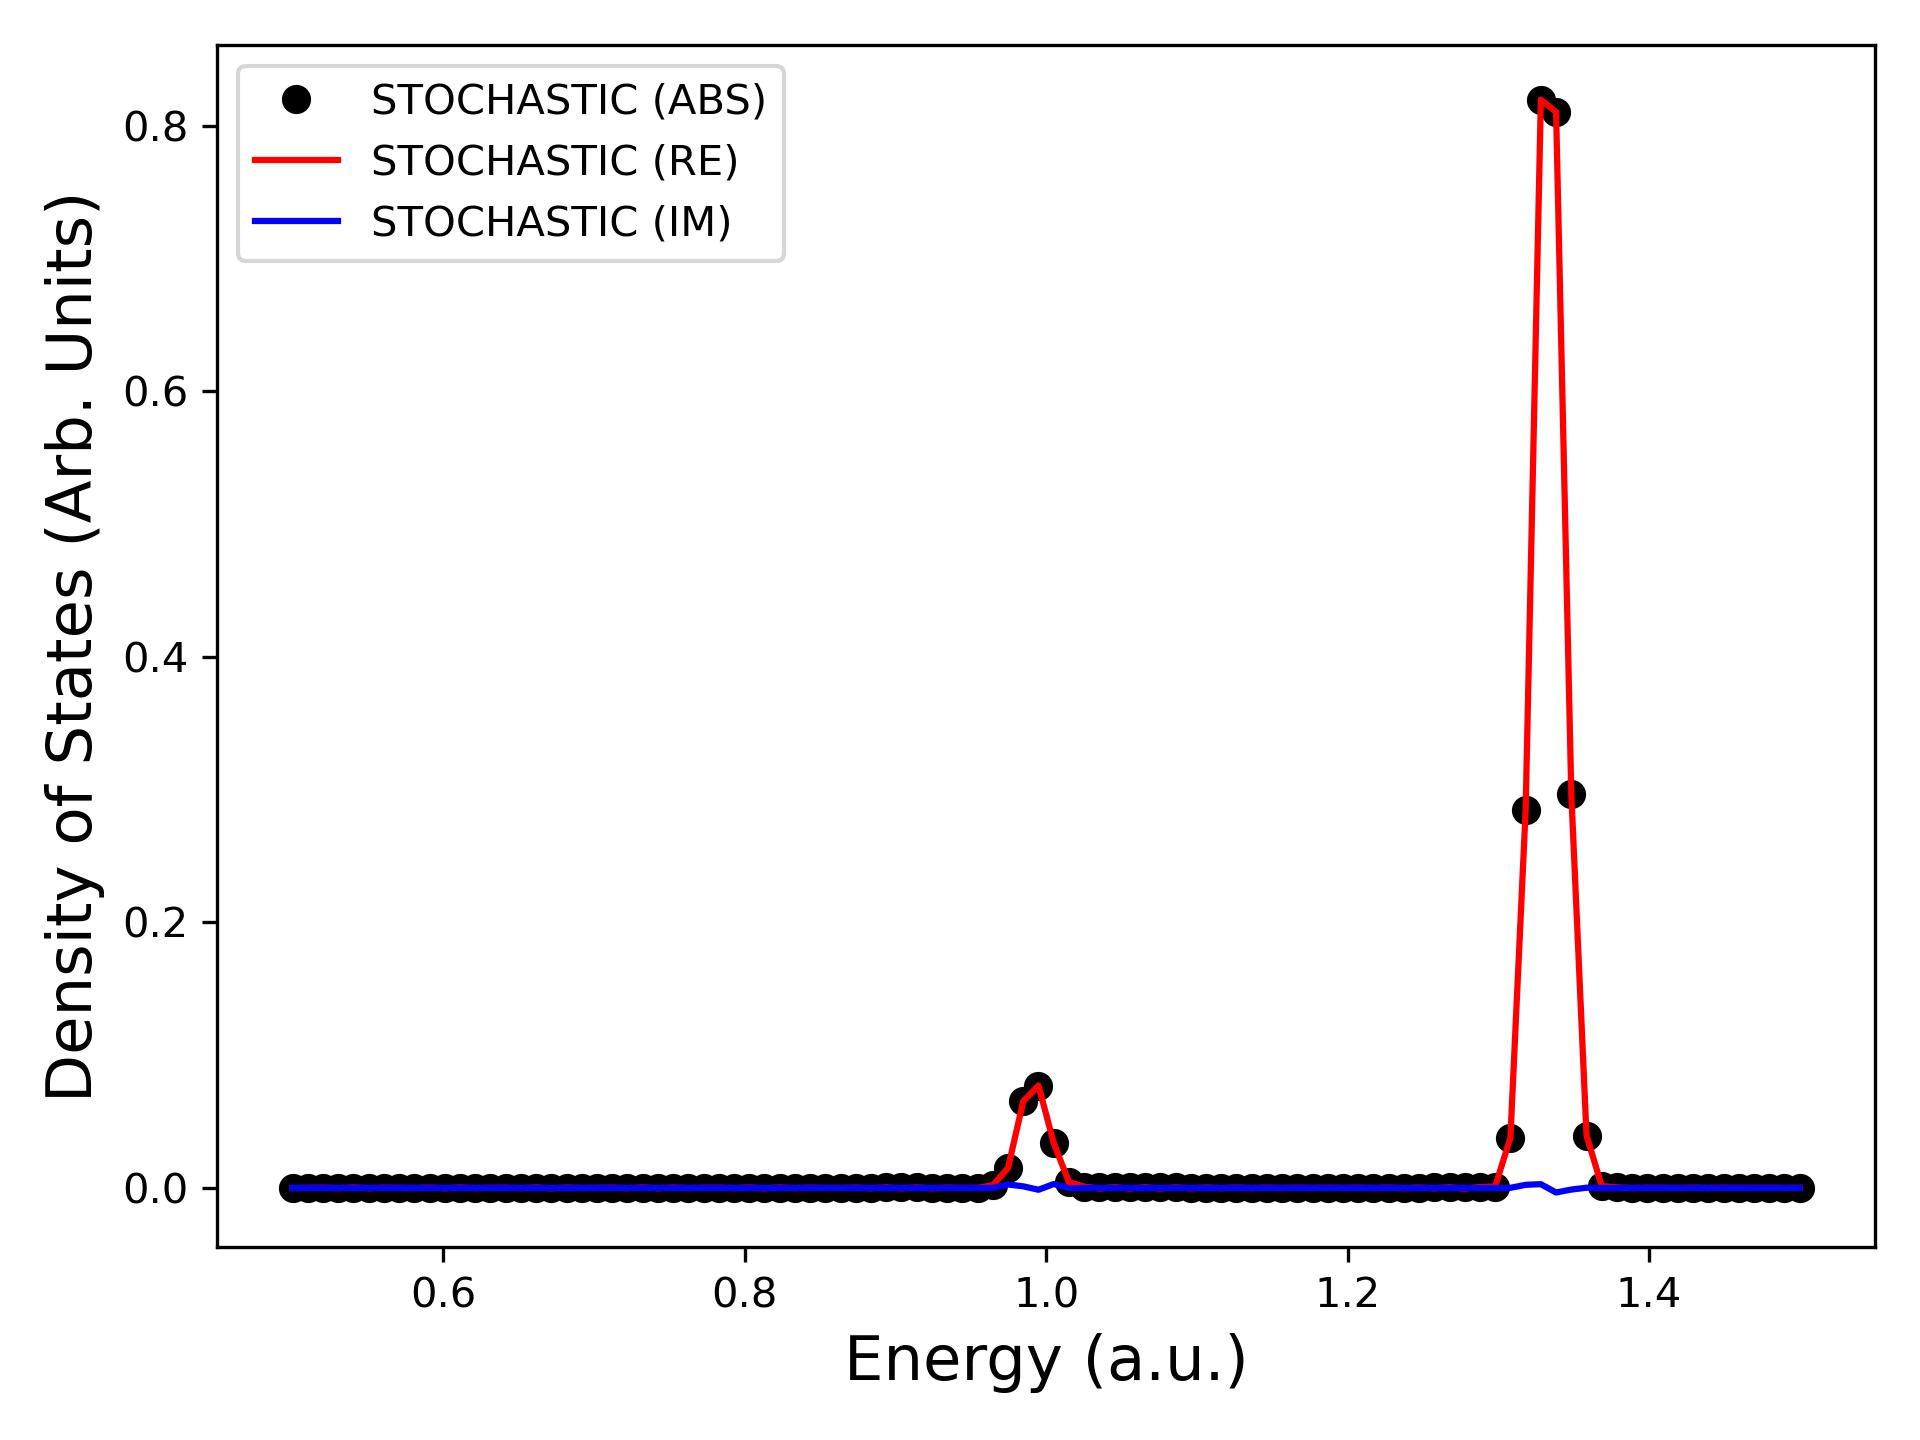 STOCHASTIC (ABS)
STOCHASTIC (RE)
STOCHASTIC (IM)
Density of States (Arb. Units)
0.8
0.6
0.4
0.2
0.0
0.6
0.8
1.0
1.2
1.4
Energy (a.u.)